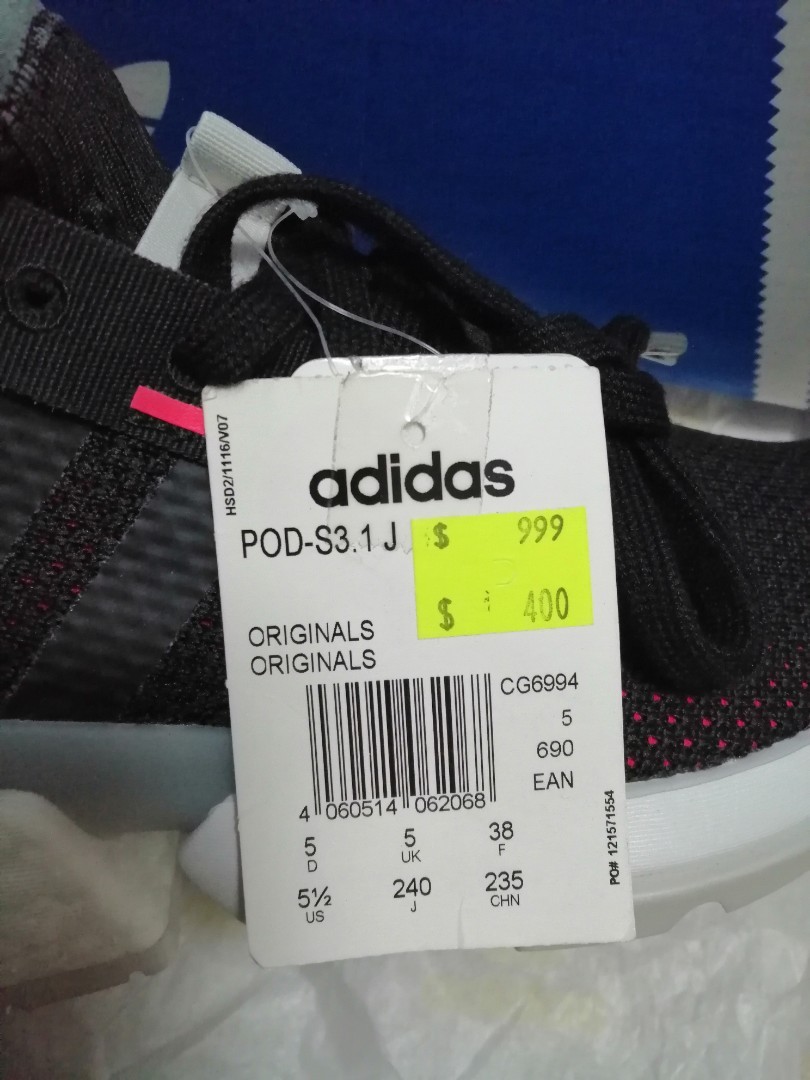 HSD2/1116/V07
adidas
POD-S3.1 J
$ 999
$ 400
ORIGINALS
ORIGINALS
CG6994
5
690
EAN
4 060514 062068
5 5 38
D UK F
5½ 240 235
US J CHN
PO# 121571554